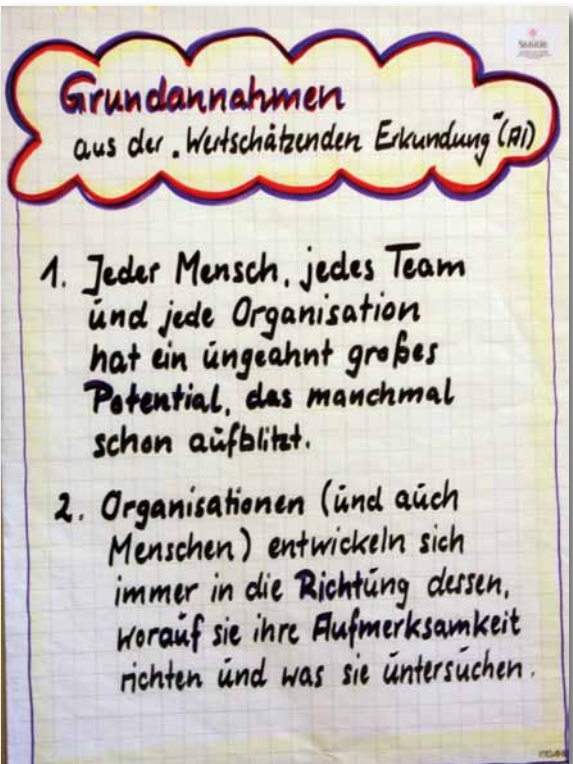 Grundannahmen
aus der „Wertschätzenden Erkundung“ (AI)
1. Jeder Mensch, jedes Team
und jede Organisation
hat ein ungeahnt großes
Potential, das manchmal
schon aufblitzt.
2. Organisationen (und auch
Menschen) entwickeln sich
immer in die Richtung dessen,
worauf sie ihre Aufmerksamkeit
richten und was sie untersuchen.